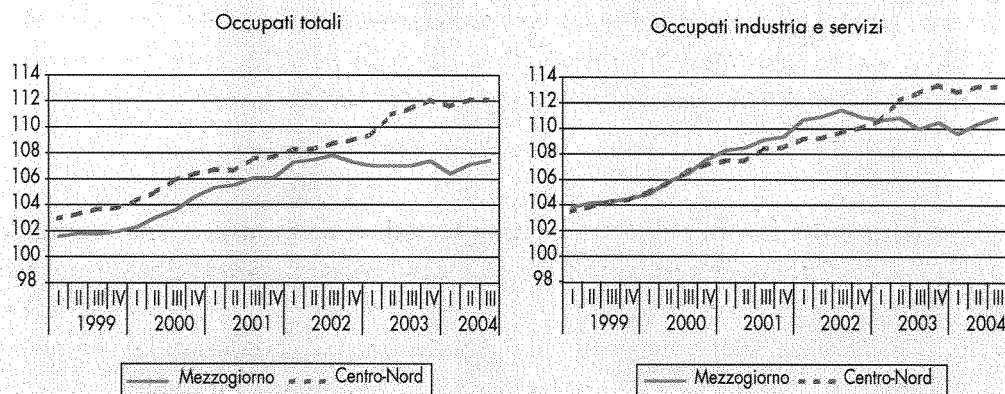 Occupati totali
114
112
110
108
106
104
102
100
98
I II III IV I II III IV I II III IV I II III IV I II III IV I II III
1999 2000 2001 2002 2003 2004
Mezzogiorno Centro-Nord
Occupati industria e servizi
114
112
110
108
106
104
102
100
98
I II III IV I II III IV I II III IV I II III IV I II III IV I II III
1999 2000 2001 2002 2003 2004
Mezzogiorno Centro-Nord